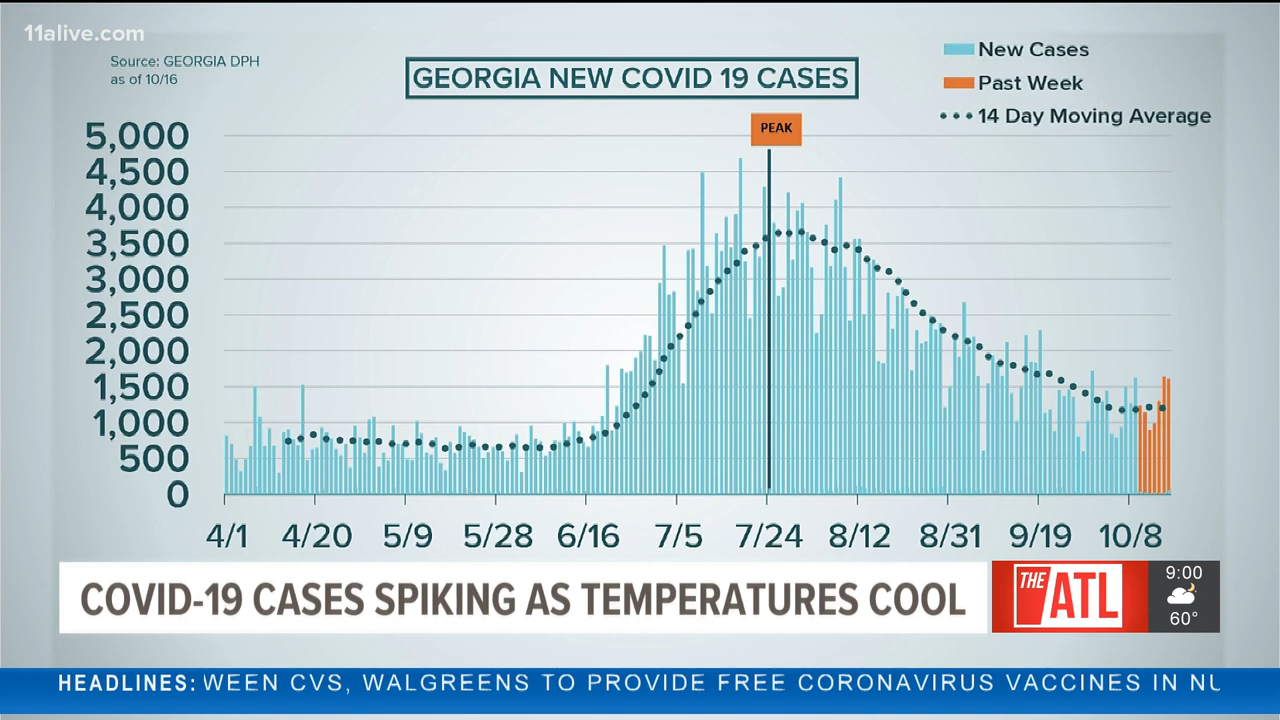 11alive.com
Source: GEORGIA DPH
as of 10/16
GEORGIA NEW COVID 19 CASES
New Cases
Past Week
14 Day Moving Average
PEAK
5,000
4,500
4,000
3,500
3,000
2,500
2,000
1,500
1,000
500
0
4/1 4/20 5/9 5/28 6/16 7/5 7/24 8/12 8/31 9/19 10/8
COVID-19 CASES SPIKING AS TEMPERATURES COOL
THE ATL
9:00
60°
HEADLINES: WEEN CVS, WALGREENS TO PROVIDE FREE CORONAVIRUS VACCINES IN NU